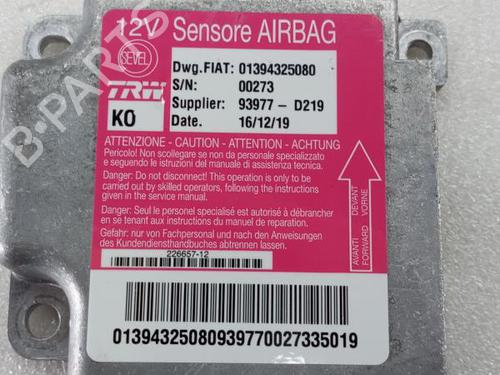 12V Sensore AIRBAG
SEVEL
TRW
KO
Dwg.FIAT: 01394325080
S/N: 00273
Supplier: 93977 - D219
Date. 16/12/19
ATTENZIONE - CAUTION - ATTENTION - ACHTUNG
Pericolo! Non scollegare se non da personale specializzato
e seguendo le istruzioni del manuale di assistenza tecnica.
Danger: Do not disconnect! This operation is only to be
carried out by skilled operators, following the instructions
given in the service manual.
Danger: Seul le personel specialisé est autorisé à débrancher
en se tenant aux instructions du manuel de reparation.
Gefahr: nur von Fachpersonal und nach den Anweisungen
des Kundendiensthandbuches abtrennen lassen.
226657-12
AVANTI DEVANT
FORWARD VORNE
01394325080939770027335019
B-PARTS